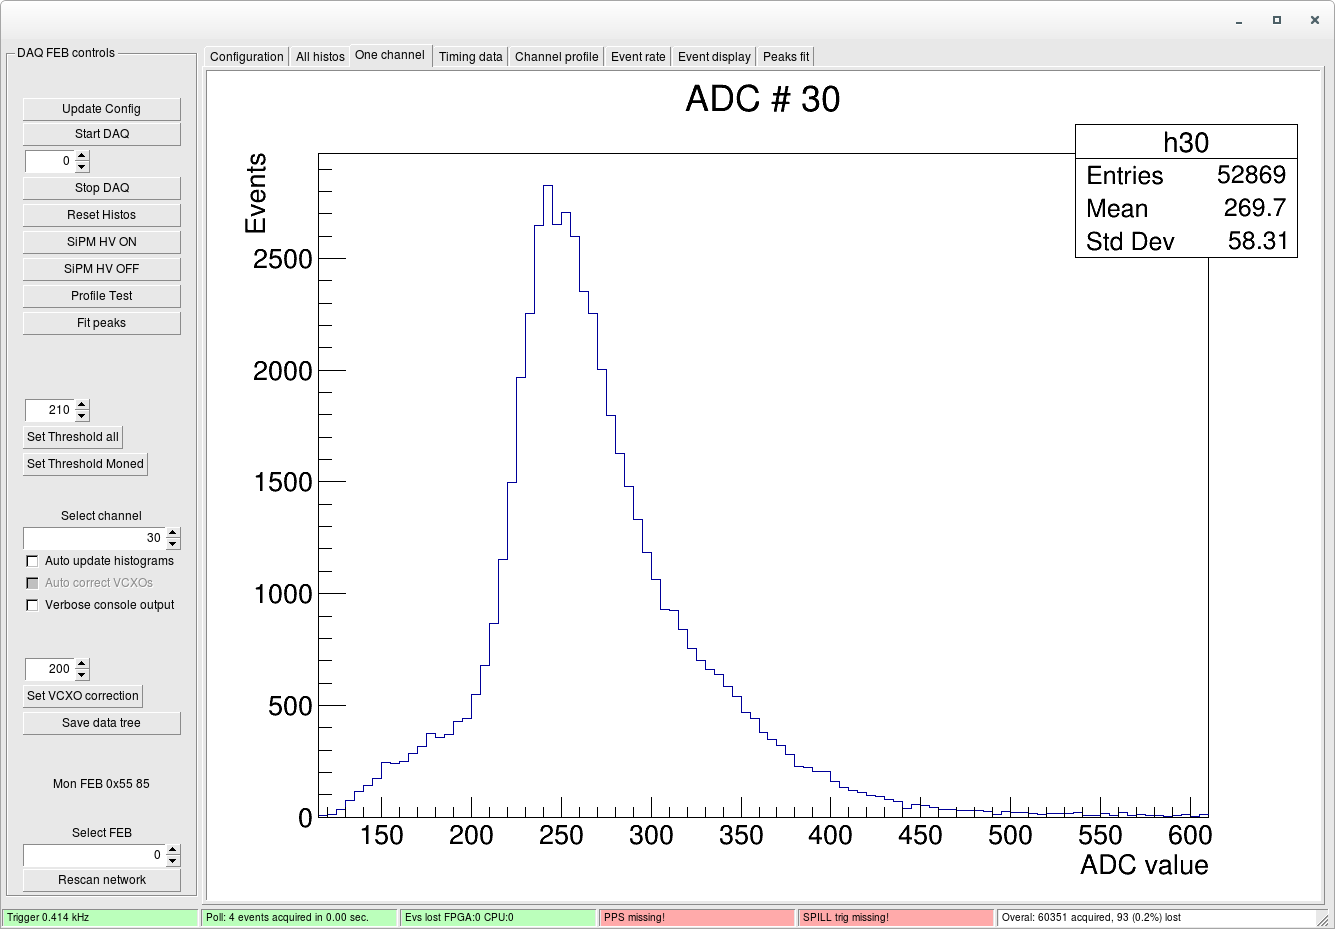 DAQ FEB controls
Update Config
Start DAQ
0
Stop DAQ
Reset Histos
SiPM HV ON
SiPM HV OFF
Profile Test
Fit peaks
210
Set Threshold all
Set Threshold Moned
Select channel
30
Auto update histograms
Auto correct VCXOs
Verbose console output
200
Set VCXO correction
Save data tree
Mon FEB 0x55 85
Select FEB
0
Rescan network
Configuration All histos One channel Timing data Channel profile Event rate Event display Peaks fit
ADC # 30
h30
Entries 52869
Mean 269.7
Std Dev 58.31
Events
2500
2000
1500
1000
500
0
150 200 250 300 350 400 450 500 550 600
ADC value
Trigger 0.414 kHz Poll: 4 events acquired in 0.00 sec. Evs lost FPGA:0 CPU:0 PPS missing! SPILL trig missing! Overal: 60351 acquired, 93 (0.2%) lost